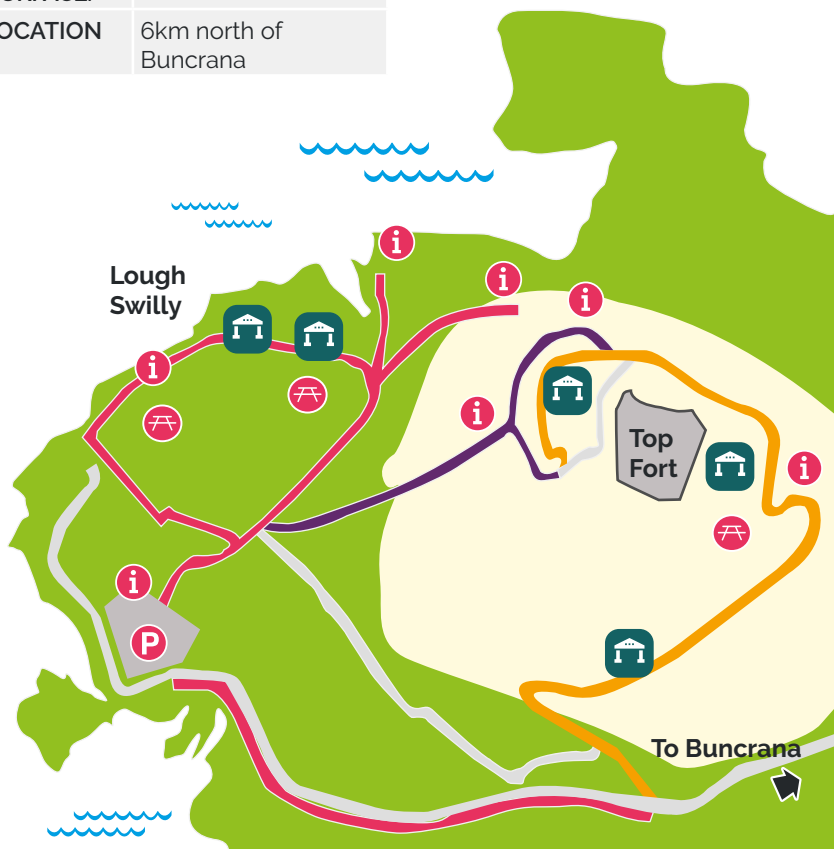 OCATION
6km north of
Buncrana
Lough
Swilly
i
i
i
i
i
i
i
Top
Fort
P
To Buncrana